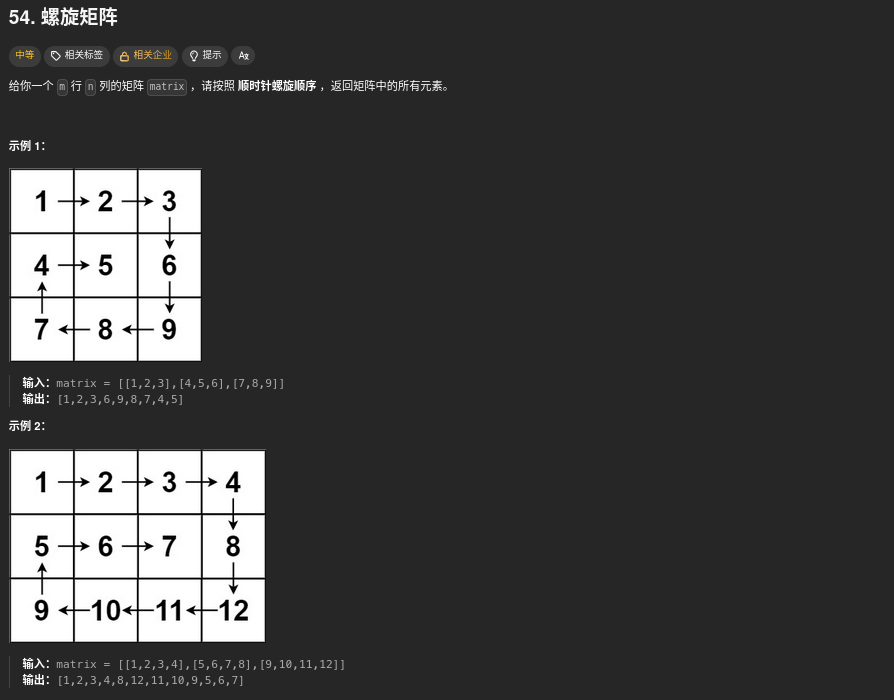 54. 螺旋矩阵
中等 相关标签 相关企业 提示 Aあ
给你一个 m 行 n 列的矩阵 matrix ，请按照 顺时针螺旋顺序 ，返回矩阵中的所有元素。
示例 1：
1 2 3
4 5 6
7 8 9
输入：matrix = [[1,2,3],[4,5,6],[7,8,9]]
输出：[1,2,3,6,9,8,7,4,5]
示例 2：
1 2 3 4
5 6 7 8
9 10 11 12
输入：matrix = [[1,2,3,4],[5,6,7,8],[9,10,11,12]]
输出：[1,2,3,4,8,12,11,10,9,5,6,7]